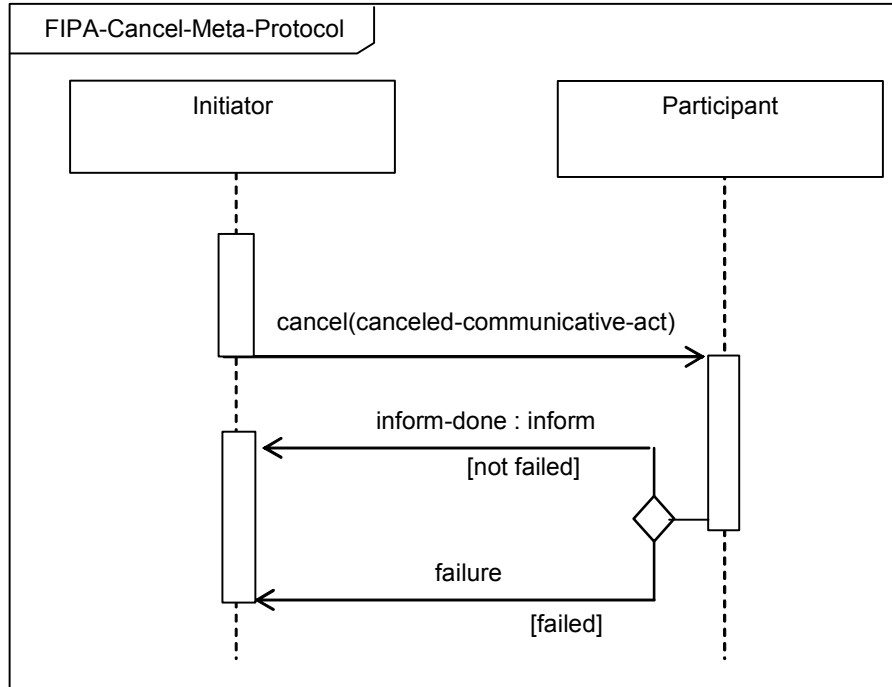 FIPA-Cancel-Meta-Protocol
Initiator
Participant
cancel(canceled-communicative-act)
inform-done : inform
[not failed]
failure
[failed]